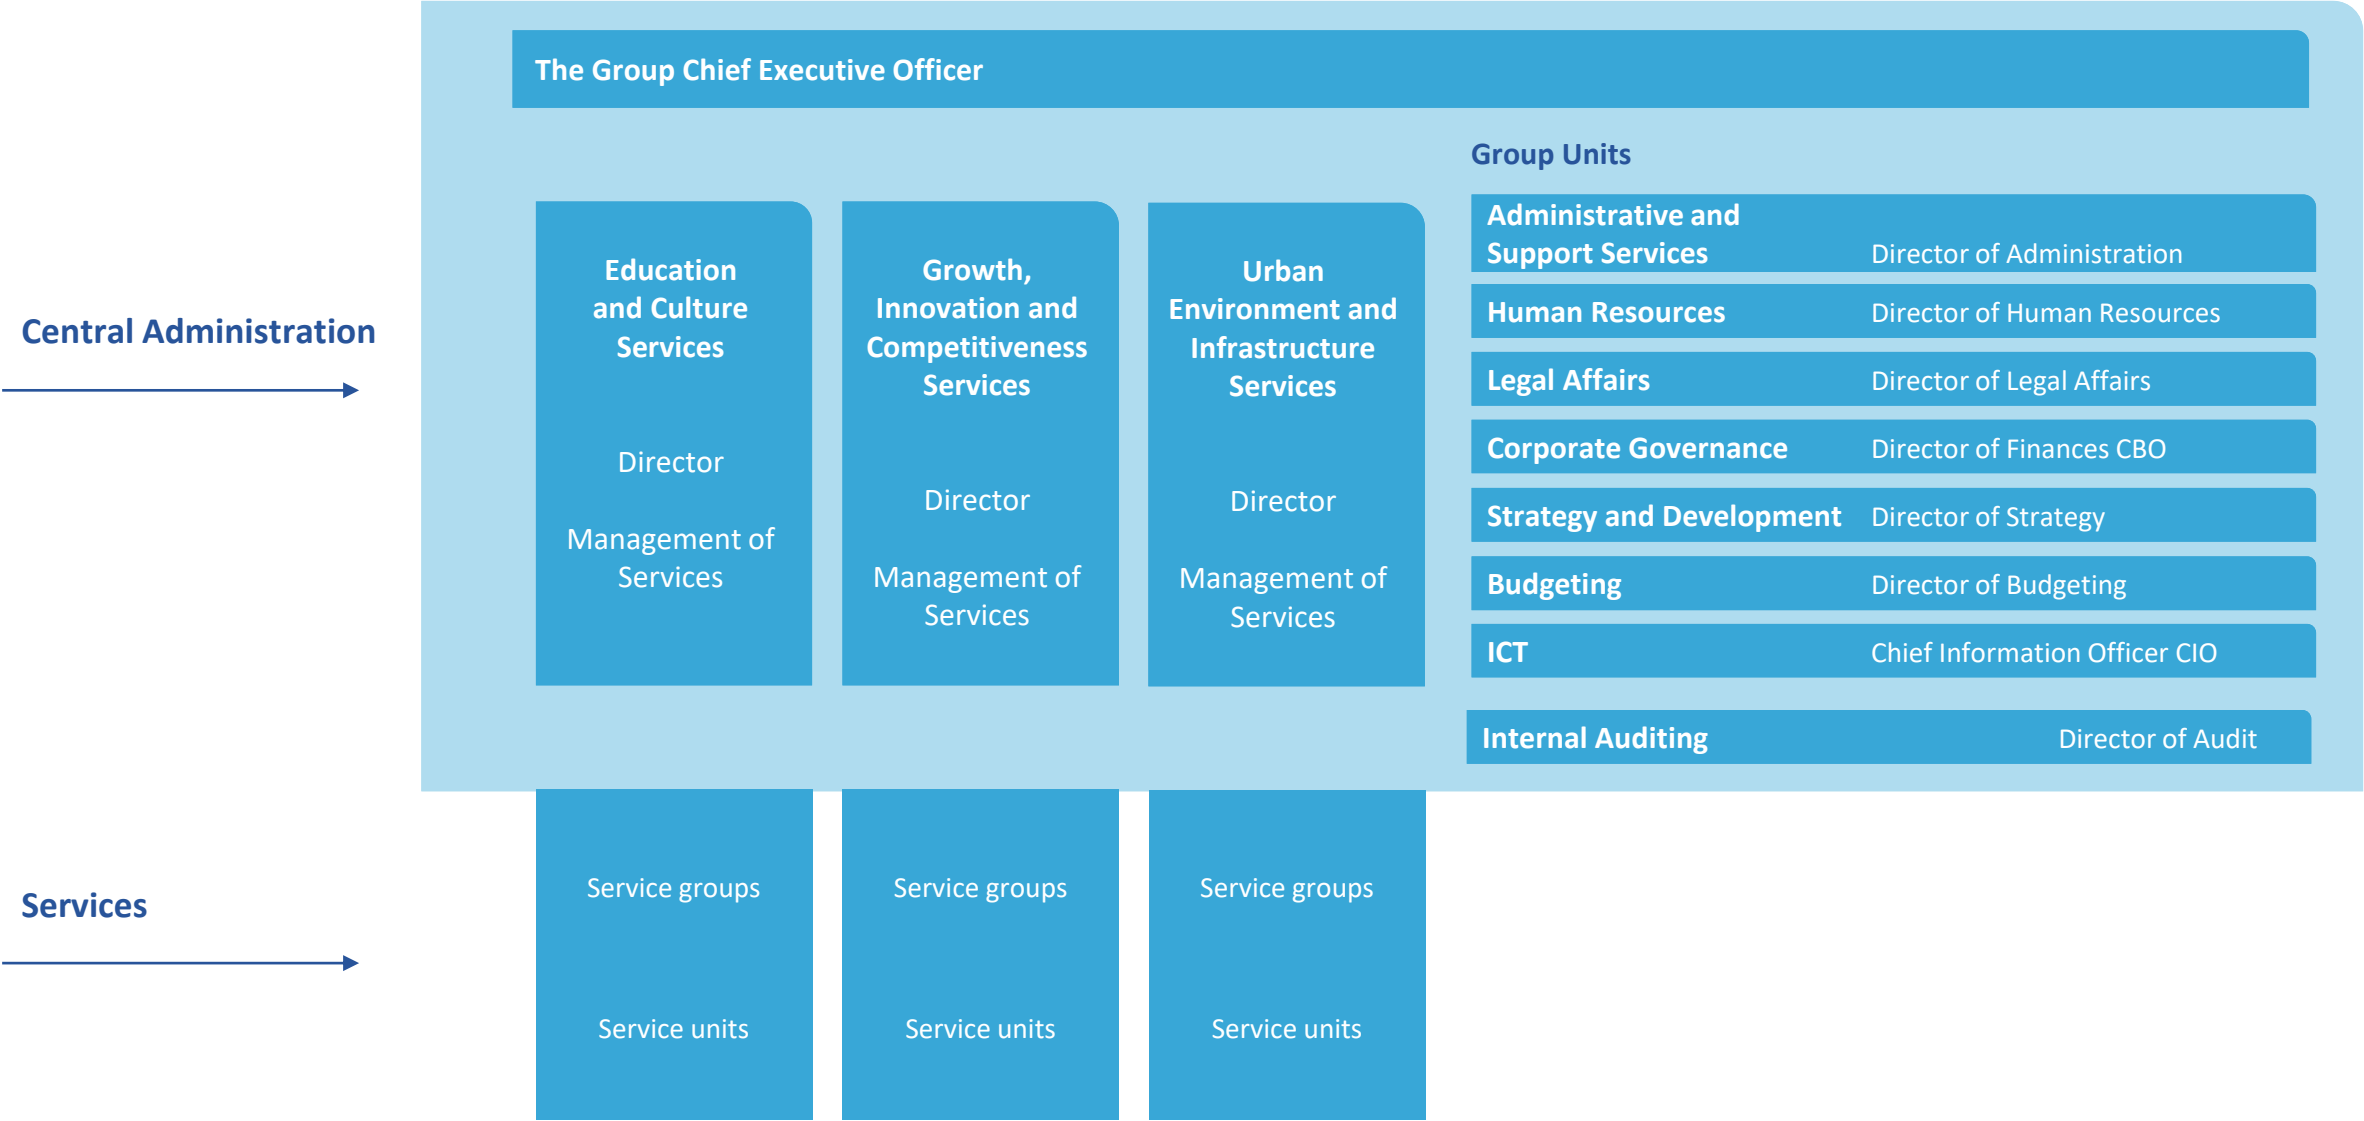 The Group Chief Executive Officer
Central Administration
Education
and Culture
Services
Director
Management of
Services
Growth,
Innovation and
Competitiveness
Services
Director
Management of
Services
Urban
Environment and
Infrastructure
Services
Director
Management of
Services
Group Units
Administrative and
Support Services Director of Administration
Human Resources Director of Human Resources
Legal Affairs Director of Legal Affairs
Corporate Governance Director of Finances CBO
Strategy and Development Director of Strategy
Budgeting Director of Budgeting
ICT Chief Information Officer CIO
Internal Auditing Director of Audit
Services
Service groups
Service units
Service groups
Service units
Service groups
Service units